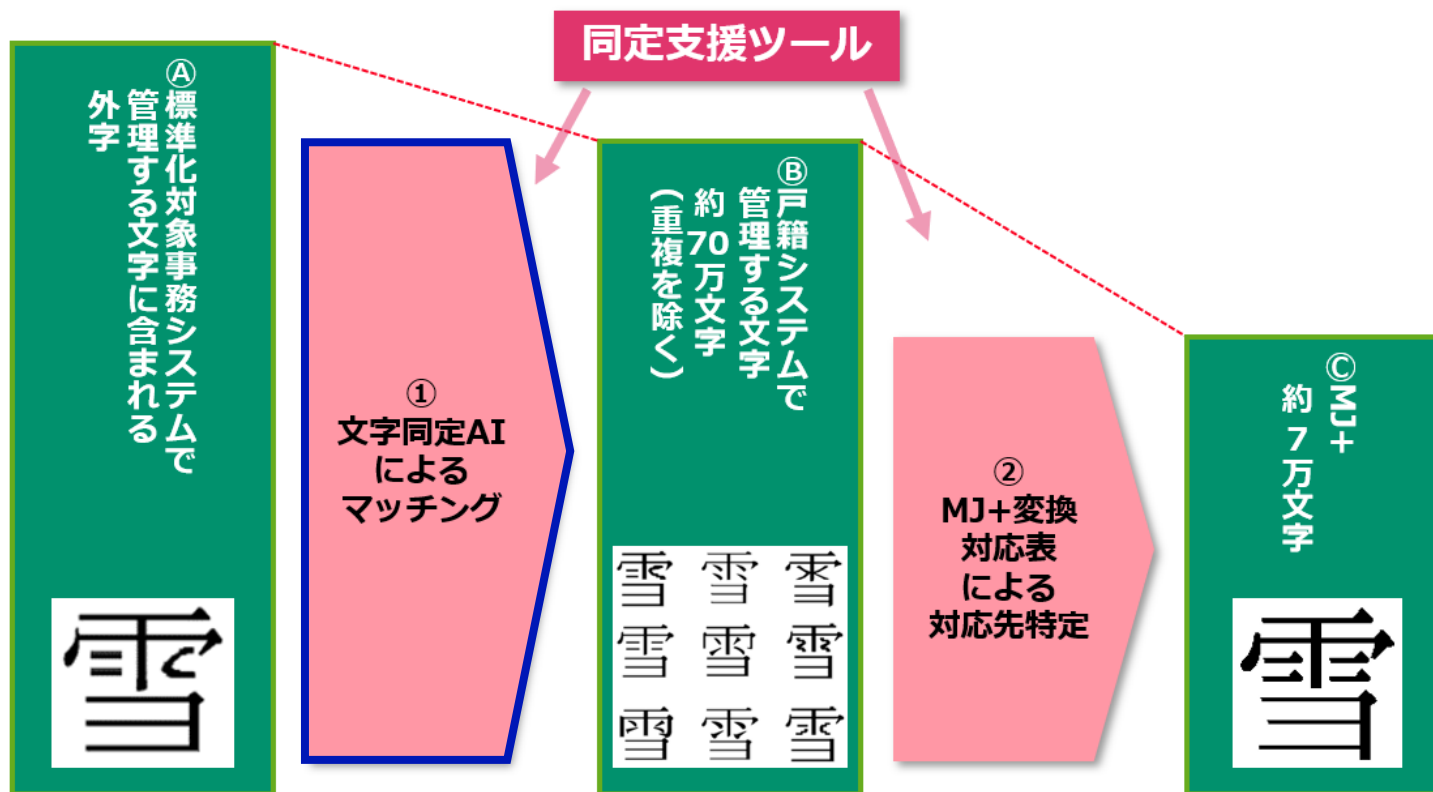 同定支援ツール
Ⓐ標準化対象事務システムで
管理する文字に含まれる
外字
雪
①
文字同定AI
による
マッチング
Ⓑ戸籍システムで
管理する文字
約70万文字
(重複を除く)
雪雪雪
雪雪雪
雪雪雪
②
MJ+変換
対応表
による
対応先特定
ⒸMJ+
約7万文字
雪